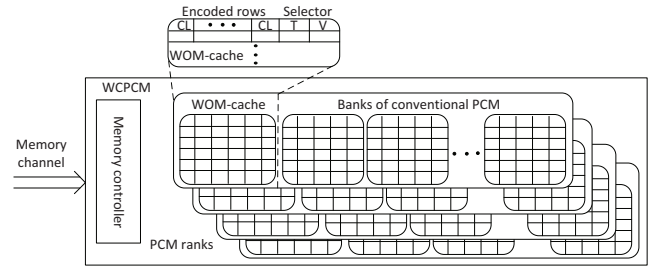 Encoded rows Selector
CL • • • CL T V
WOM-cache
WCPCM
WOM-cache Banks of conventional PCM
Memory controller
Memory
channel
• • •
PCM ranks